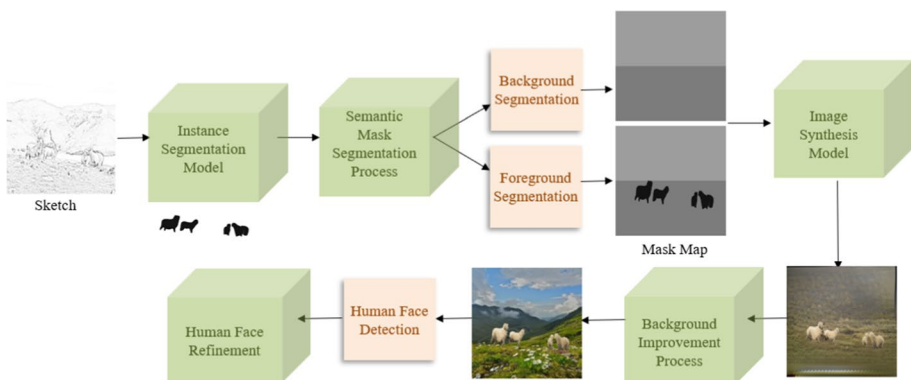 Sketch
Instance
Segmentation
Model
Semantic
Mask
Segmentation
Process
Background
Segmentation
Foreground
Segmentation
Mask Map
Image
Synthesis
Model
Human Face
Refinement
Human Face
Detection
Background
Improvement
Process